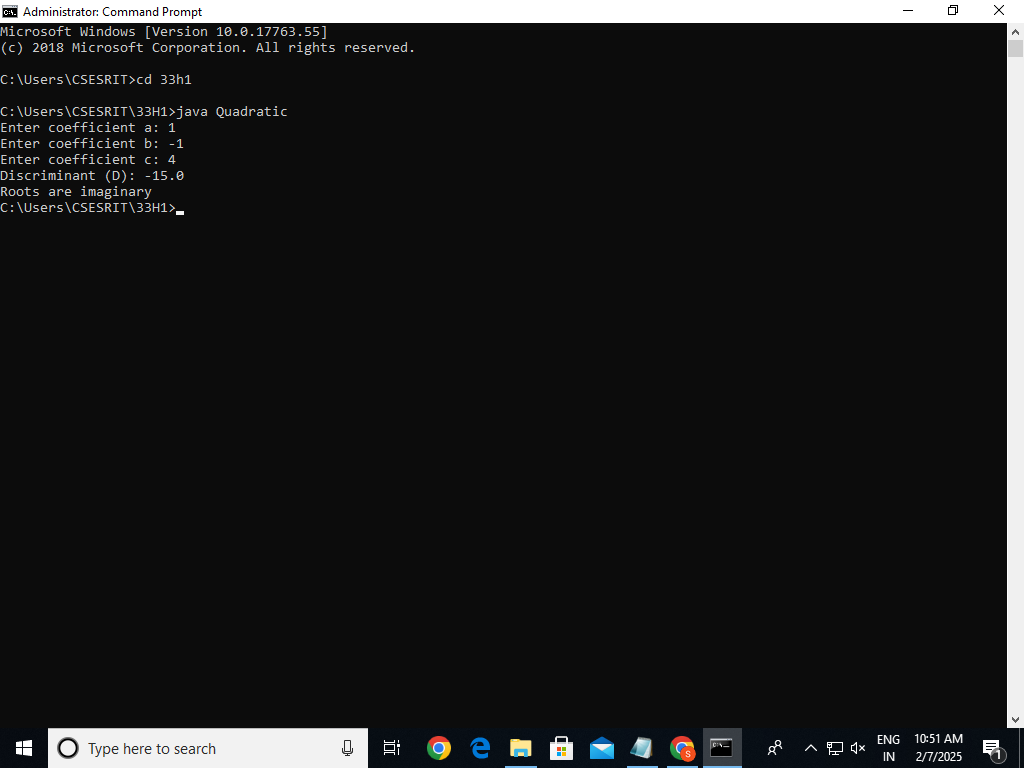 Administrator: Command Prompt
Microsoft Windows [Version 10.0.17763.55]
(c) 2018 Microsoft Corporation. All rights reserved.
C:\Users\CSESRIT>cd 33h1
C:\Users\CSESRIT\33H1>java Quadratic
Enter coefficient a: 1
Enter coefficient b: -1
Enter coefficient c: 4
Discriminant (D): -15.0
Roots are imaginary
C:\Users\CSESRIT\33H1>
Type here to search
ENG
IN
10:51 AM
2/7/2025
1
S